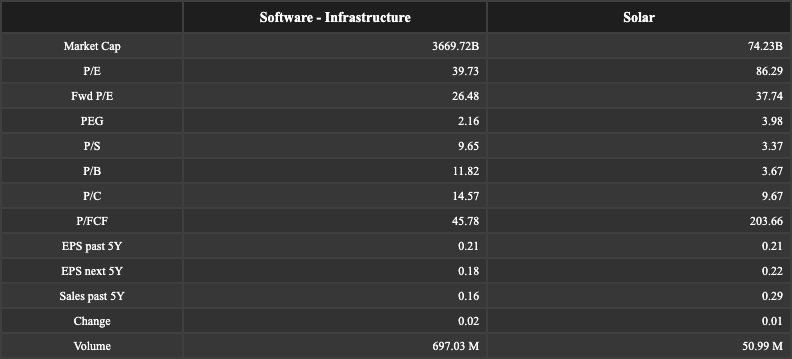 Software - Infrastructure Solar
Market Cap 3669.72B 74.23B
P/E 39.73 86.29
Fwd P/E 26.48 37.74
PEG 2.16 3.98
P/S 9.65 3.37
P/B 11.82 3.67
P/C 14.57 9.67
P/FCF 45.78 203.66
EPS past 5Y 0.21 0.21
EPS next 5Y 0.18 0.22
Sales past 5Y 0.16 0.29
Change 0.02 0.01
Volume 697.03 M 50.99 M